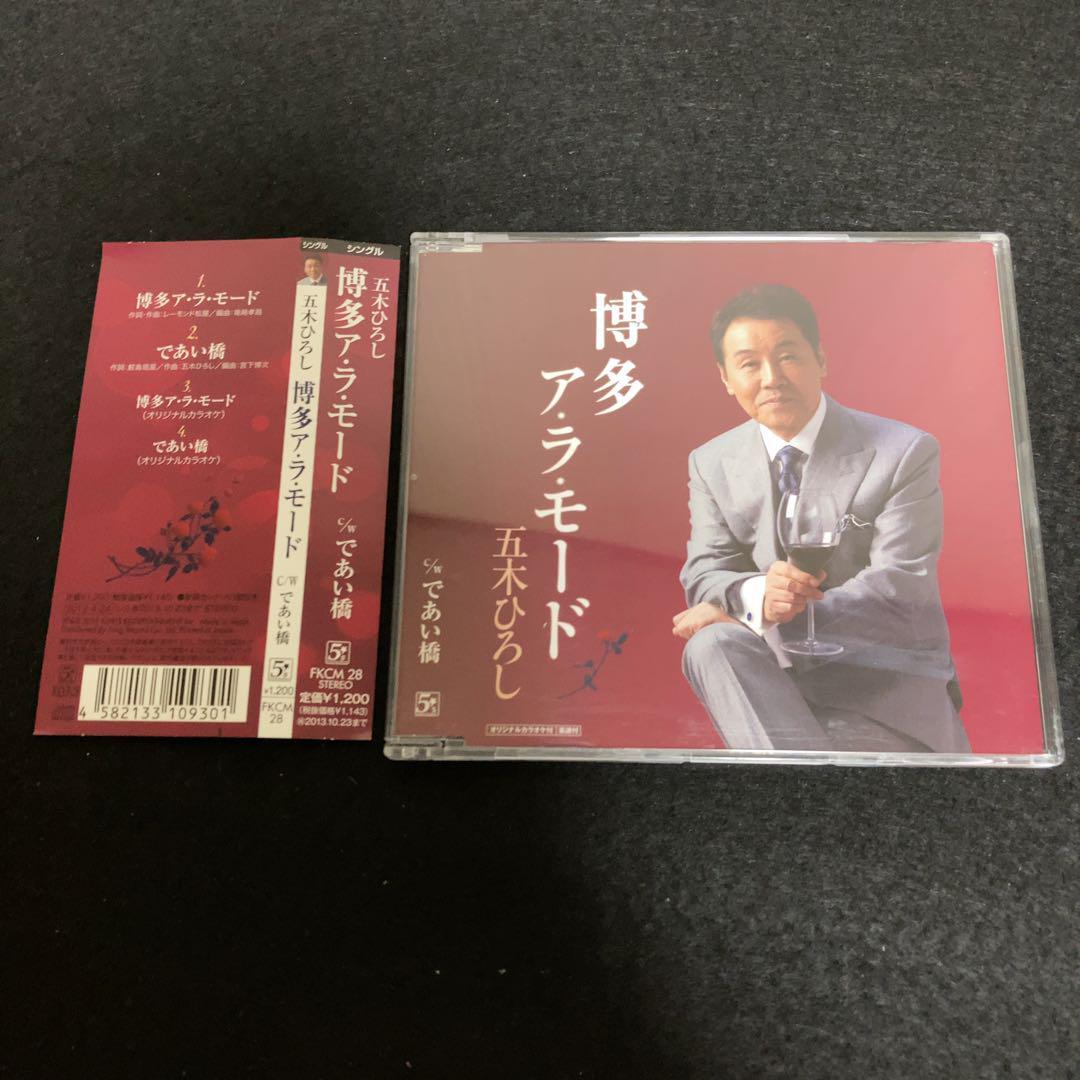 1.
博多ア・ラ・モード
作詞・作曲:レーモンド松屋/編曲:竜崎孝路
2.
であい橋
作曲:五木ひろし/編曲:宮下博次
3.
博多ア・ラ・モード
(オリジナルカラオケ)
4.
であい橋
(オリジナルカラオケ)
4 582133 109301
シングル
五木ひろし
博多ア・ラ・モード
C/W であい橋
5
¥1,200
FKCM
28
シングル
五木ひろし
博多ア・ラ・モード
c/w であい橋
5
FKCM 28
STEREO
定価¥1,200
(税抜価格¥1,143)
2013.10.23まで
博多
ア・ラ・モード
五木ひろし
c/w であい橋
5
オリジナルカラオケ付 楽譜付